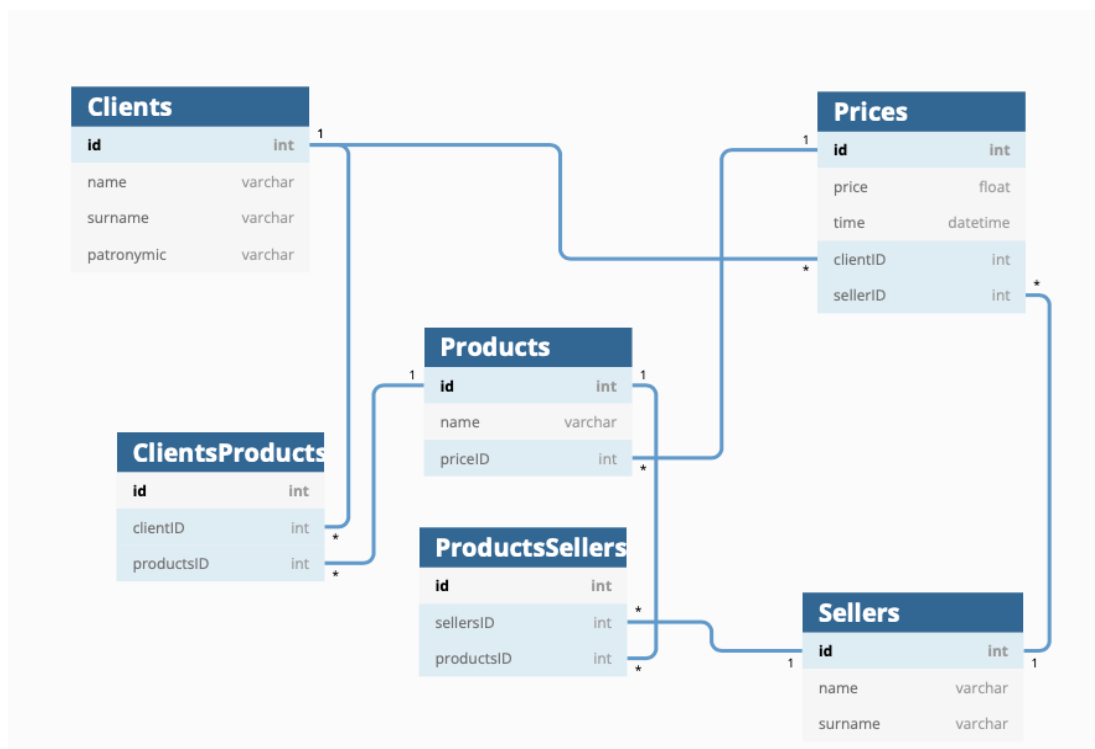 Clients
id int
name varchar
surname varchar
patronymic varchar
1
Prices
1
id int
price float
time datetime
clientID int
*
sellerID int
*
Products
1
id int
1
name varchar
priceID int
*
ClientsProducts
id int
clientID int
*
productsID int
*
ProductsSellers
id int
sellersID int
*
productsID int
*
Sellers
id int
1
1
name varchar
surname varchar